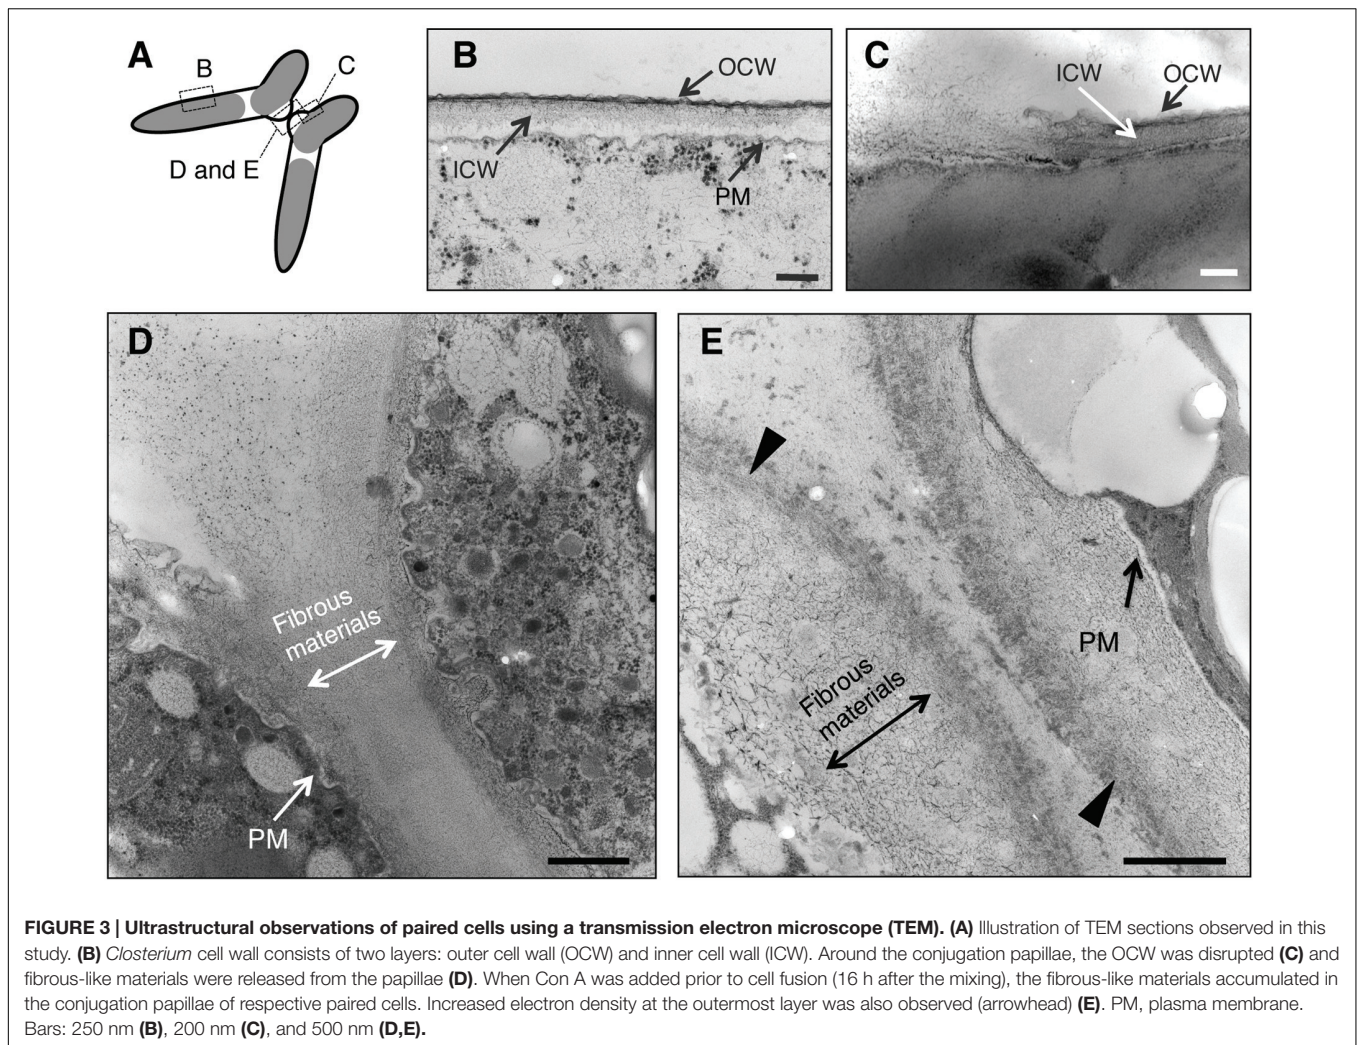 A
B
C
D and E
B
OCW
ICW
PM
C
ICW
OCW
D
Fibrous
materials
PM
E
PM
Fibrous
materials
FIGURE 3 | Ultrastructural observations of paired cells using a transmission electron microscope (TEM). (A) Illustration of TEM sections observed in this
study. (B) Closterium cell wall consists of two layers: outer cell wall (OCW) and inner cell wall (ICW). Around the conjugation papillae, the OCW was disrupted (C) and
fibrous-like materials were released from the papillae (D). When Con A was added prior to cell fusion (16 h after the mixing), the fibrous-like materials accumulated in
the conjugation papillae of respective paired cells. Increased electron density at the outermost layer was also observed (arrowhead) (E). PM, plasma membrane.
Bars: 250 nm (B), 200 nm (C), and 500 nm (D,E).